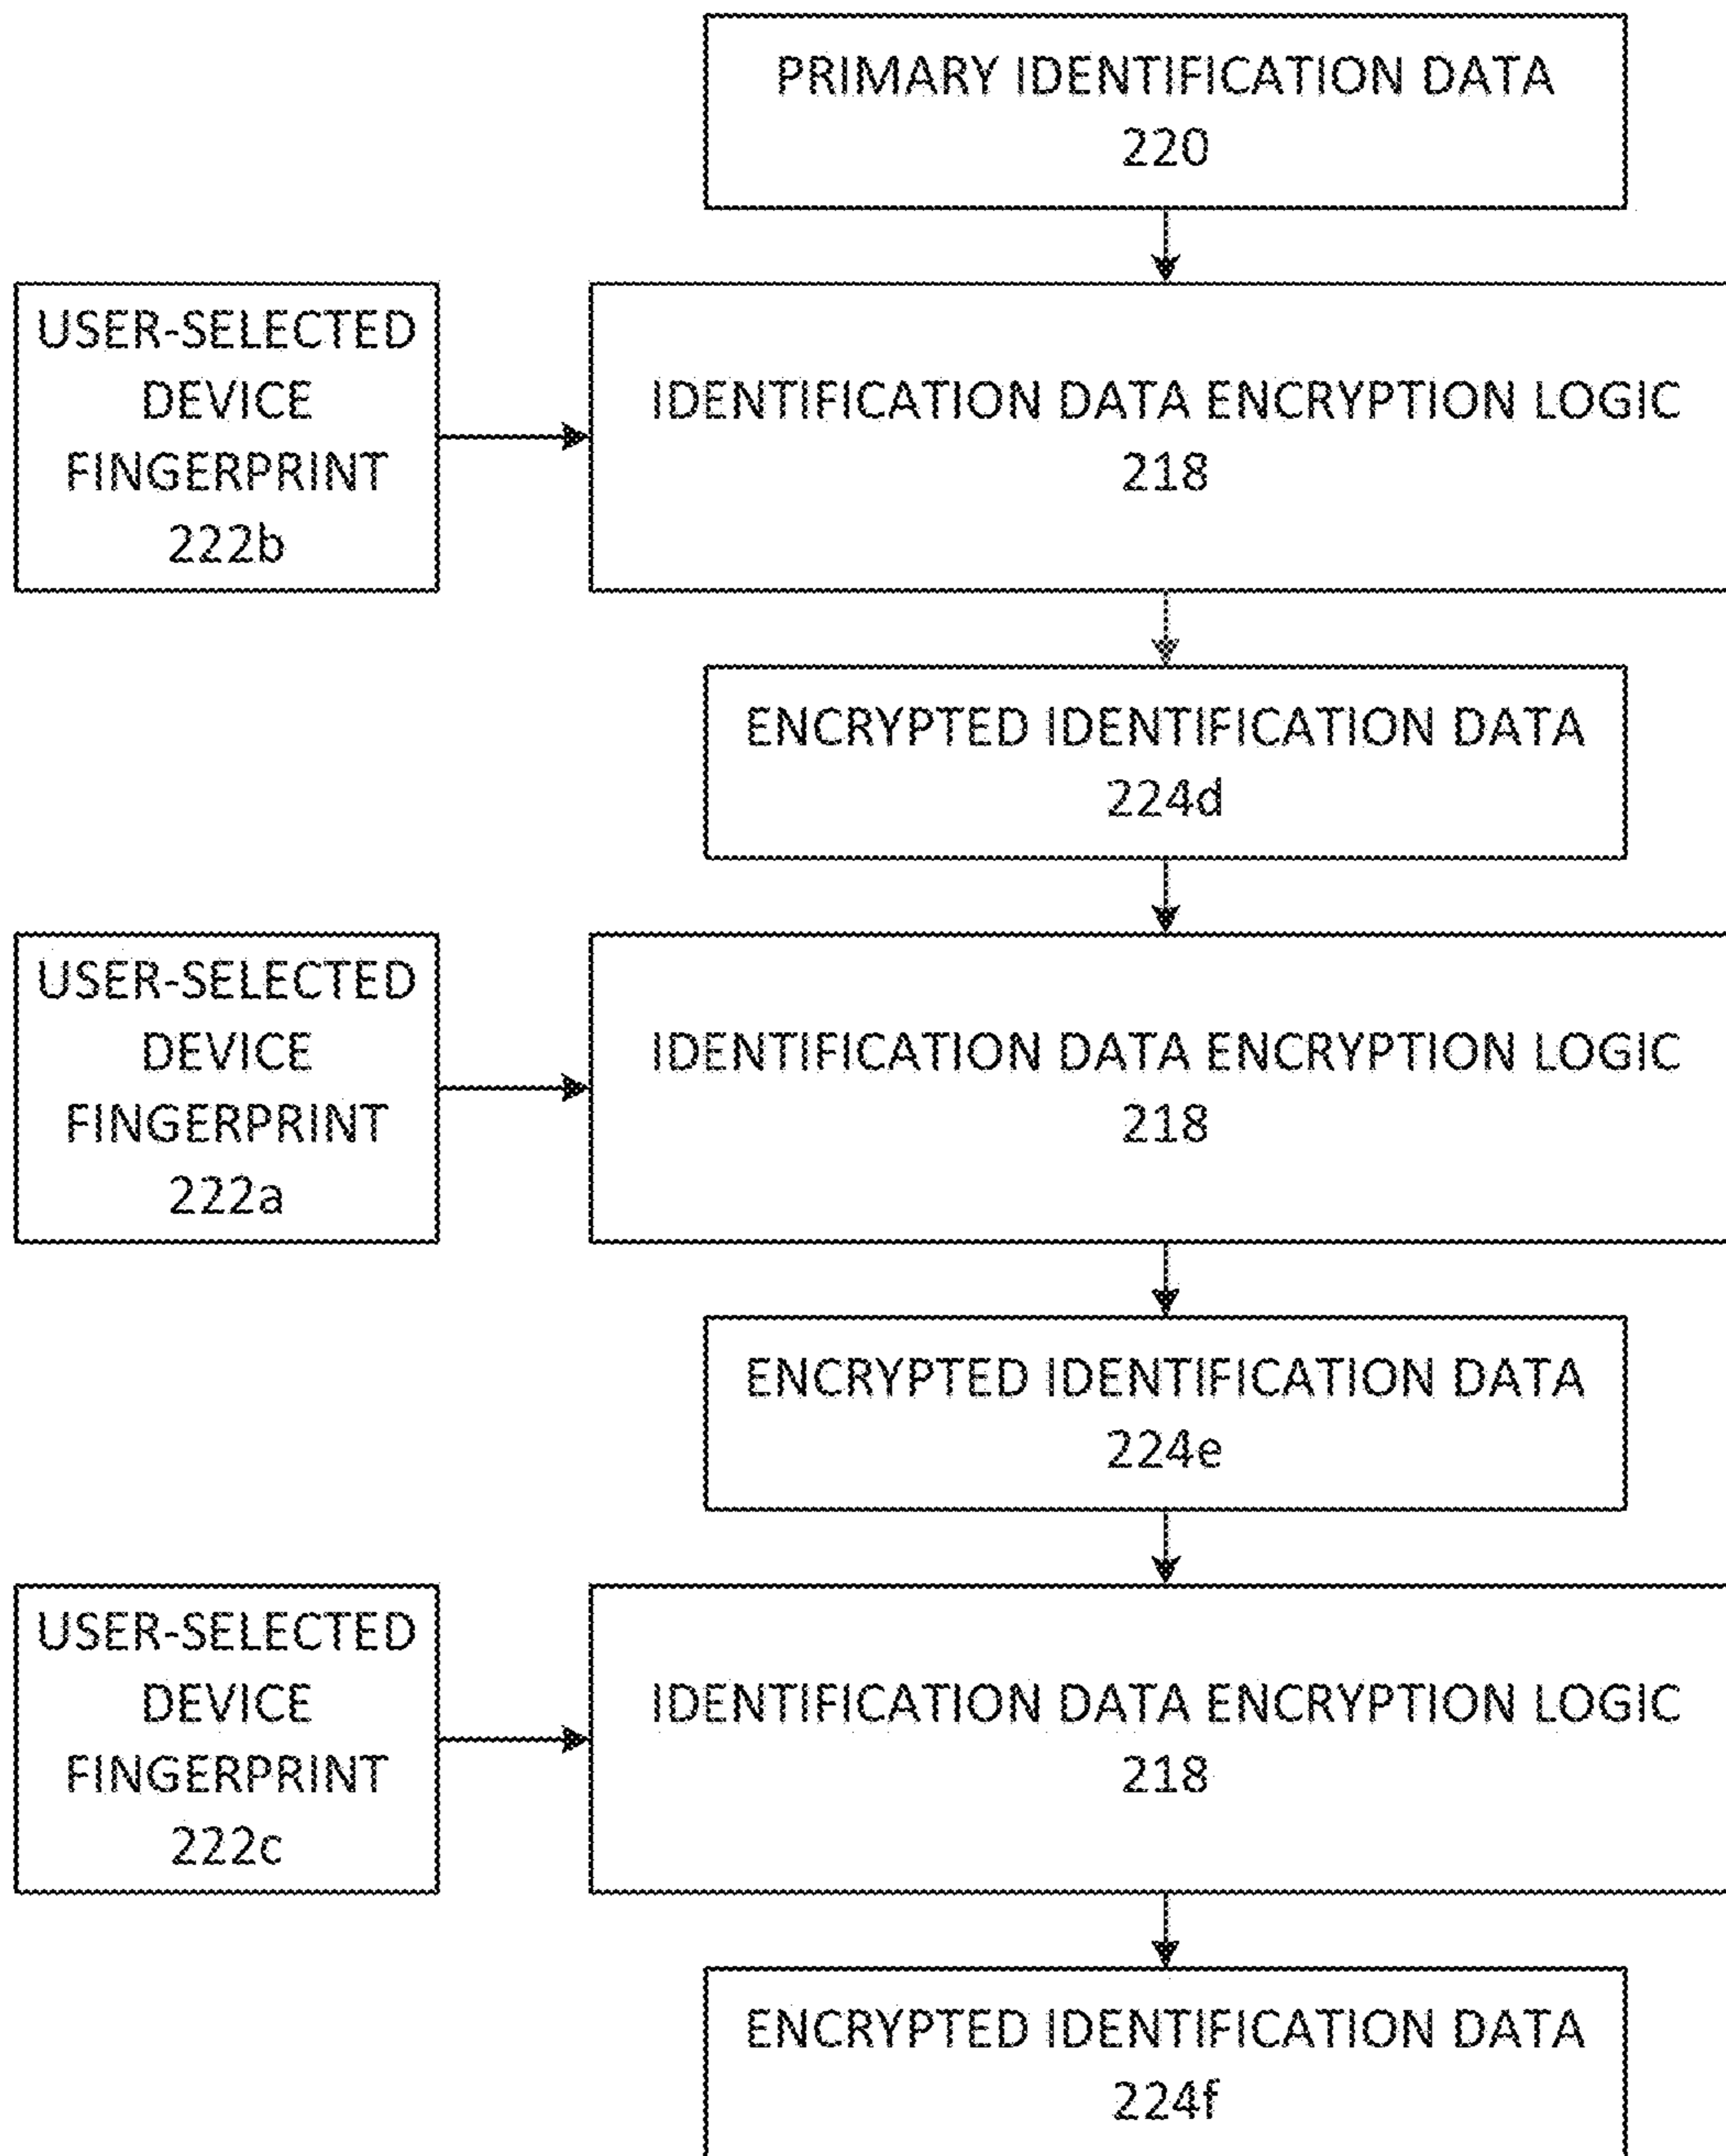 PRIMARY IDENTIFICATION DATA
220
USER-SELECTED
DEVICE
FINGERPRINT
222b
IDENTIFICATION DATA ENCRYPTION LOGIC
218
ENCRYPTED IDENTIFICATION DATA
224d
USER-SELECTED
DEVICE
FINGERPRINT
222a
IDENTIFICATION DATA ENCRYPTION LOGIC
218
ENCRYPTED IDENTIFICATION DATA
224e
USER-SELECTED
DEVICE
FINGERPRINT
222c
IDENTIFICATION DATA ENCRYPTION LOGIC
218
ENCRYPTED IDENTIFICATION DATA
224f